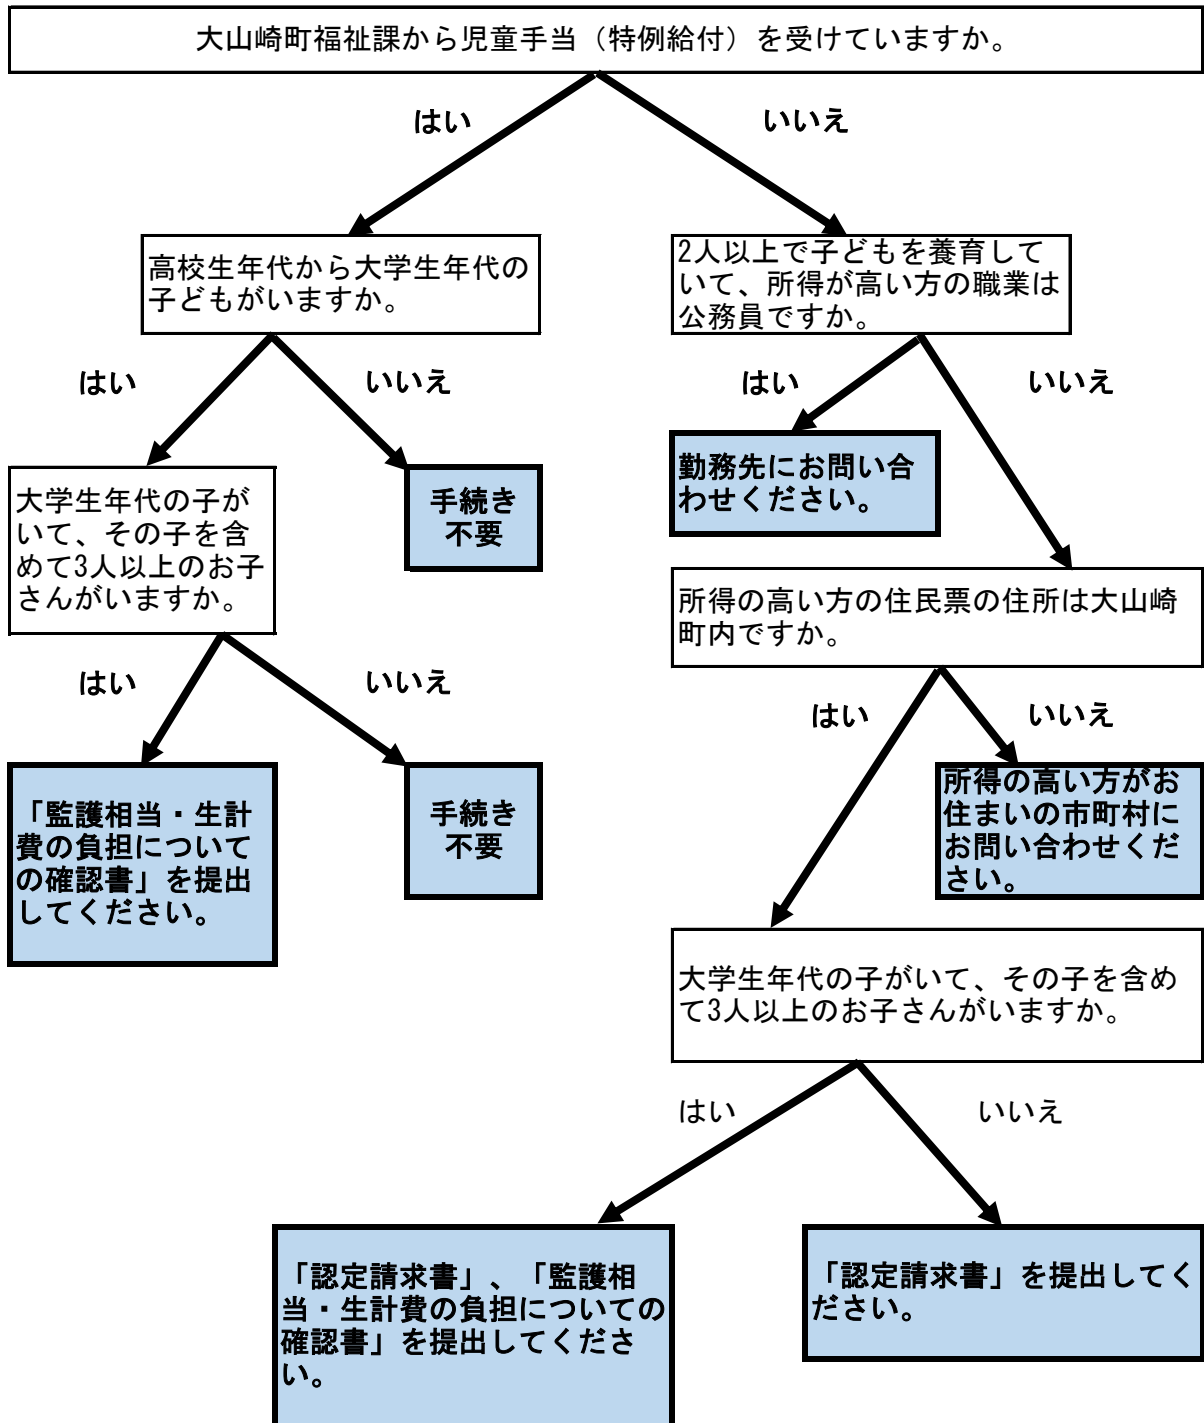 大山崎町福祉課から児童手当（特例給付）を受けていますか。
はい
いいえ
高校生年代から大学生年代の
子どもがいますか。
2人以上で子どもを養育して
いて、所得が高い方の職業は
公務員ですか。
はい
いいえ
はい
いいえ
大学生年代の子が
いて、その子を含
めて3人以上のお子
さんがいますか。
手続き
不要
勤務先にお問い合
わせください。
所得の高い方の住民票の住所は大山崎
町内ですか。
はい
いいえ
はい
いいえ
「監護相当・生計
費の負担について
の確認書」を提出
してください。
手続き
不要
所得の高い方がお
住まいの市町村に
お問い合わせくだ
さい。
大学生年代の子がいて、その子を含め
て3人以上のお子さんがいますか。
はい
いいえ
「認定請求書」、「監護相
当・生計費の負担についての
確認書」を提出してくださ
い。
「認定請求書」を提出してく
ださい。